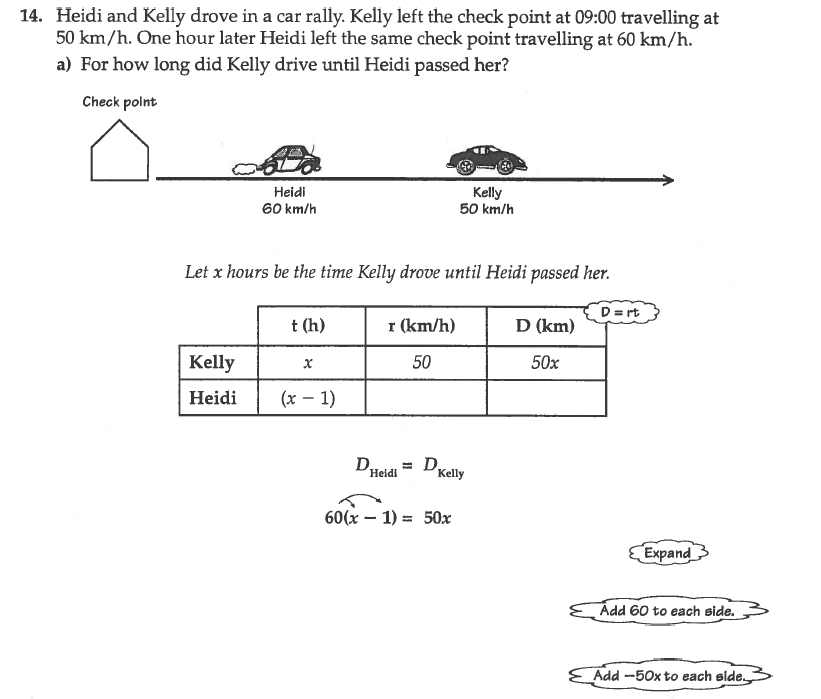 14. Heidi and Kelly drove in a car rally. Kelly left the check point at 09:00 travelling at
50 km/h. One hour later Heidi left the same check point travelling at 60 km/h.
a) For how long did Kelly drive until Heidi passed her?
Check point
Heidi Kelly
60 km/h 50 km/h
Let x hours be the time Kelly drove until Heidi passed her.
t (h) r (km/h) D (km) D = rt
Kelly x 50 50x
Heidi (x − 1)
D Heidi = D Kelly
60(x − 1) = 50x
Expand
Add 60 to each side.
Add −50x to each side.